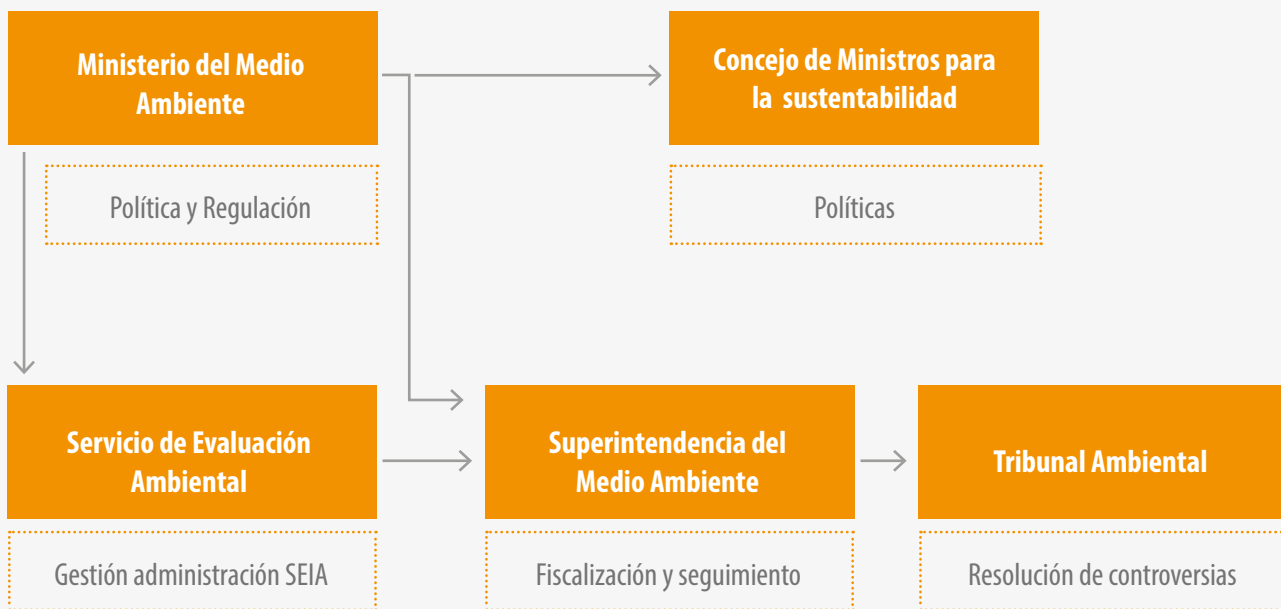 Ministerio del Medio
Ambiente
Concejo de Ministros para
la sustentabilidad
Política y Regulación
Políticas
Servicio de Evaluación
Ambiental
Superintendencia del
Medio Ambiente
Tribunal Ambiental
Gestión administración SEIA
Fiscalización y seguimiento
Resolución de controversias